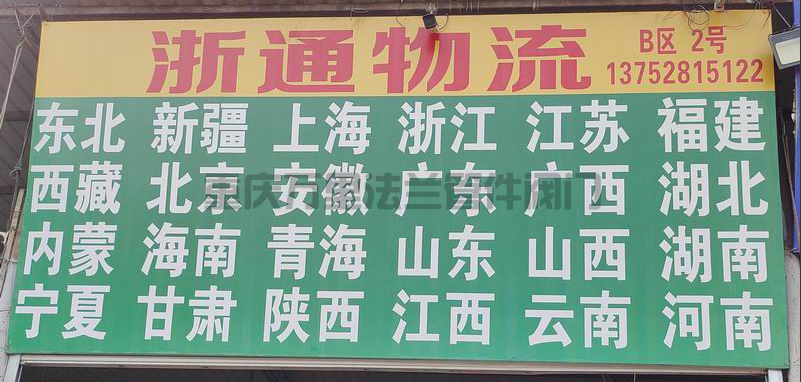 浙通物流
B区 2号
13752815122
东北 新疆 上海 浙江 江苏 福建
西藏 北京 安徽 广东 广西 湖北
内蒙 海南 青海 山东 山西 湖南
宁夏 甘肃 陕西 江西 云南 河南